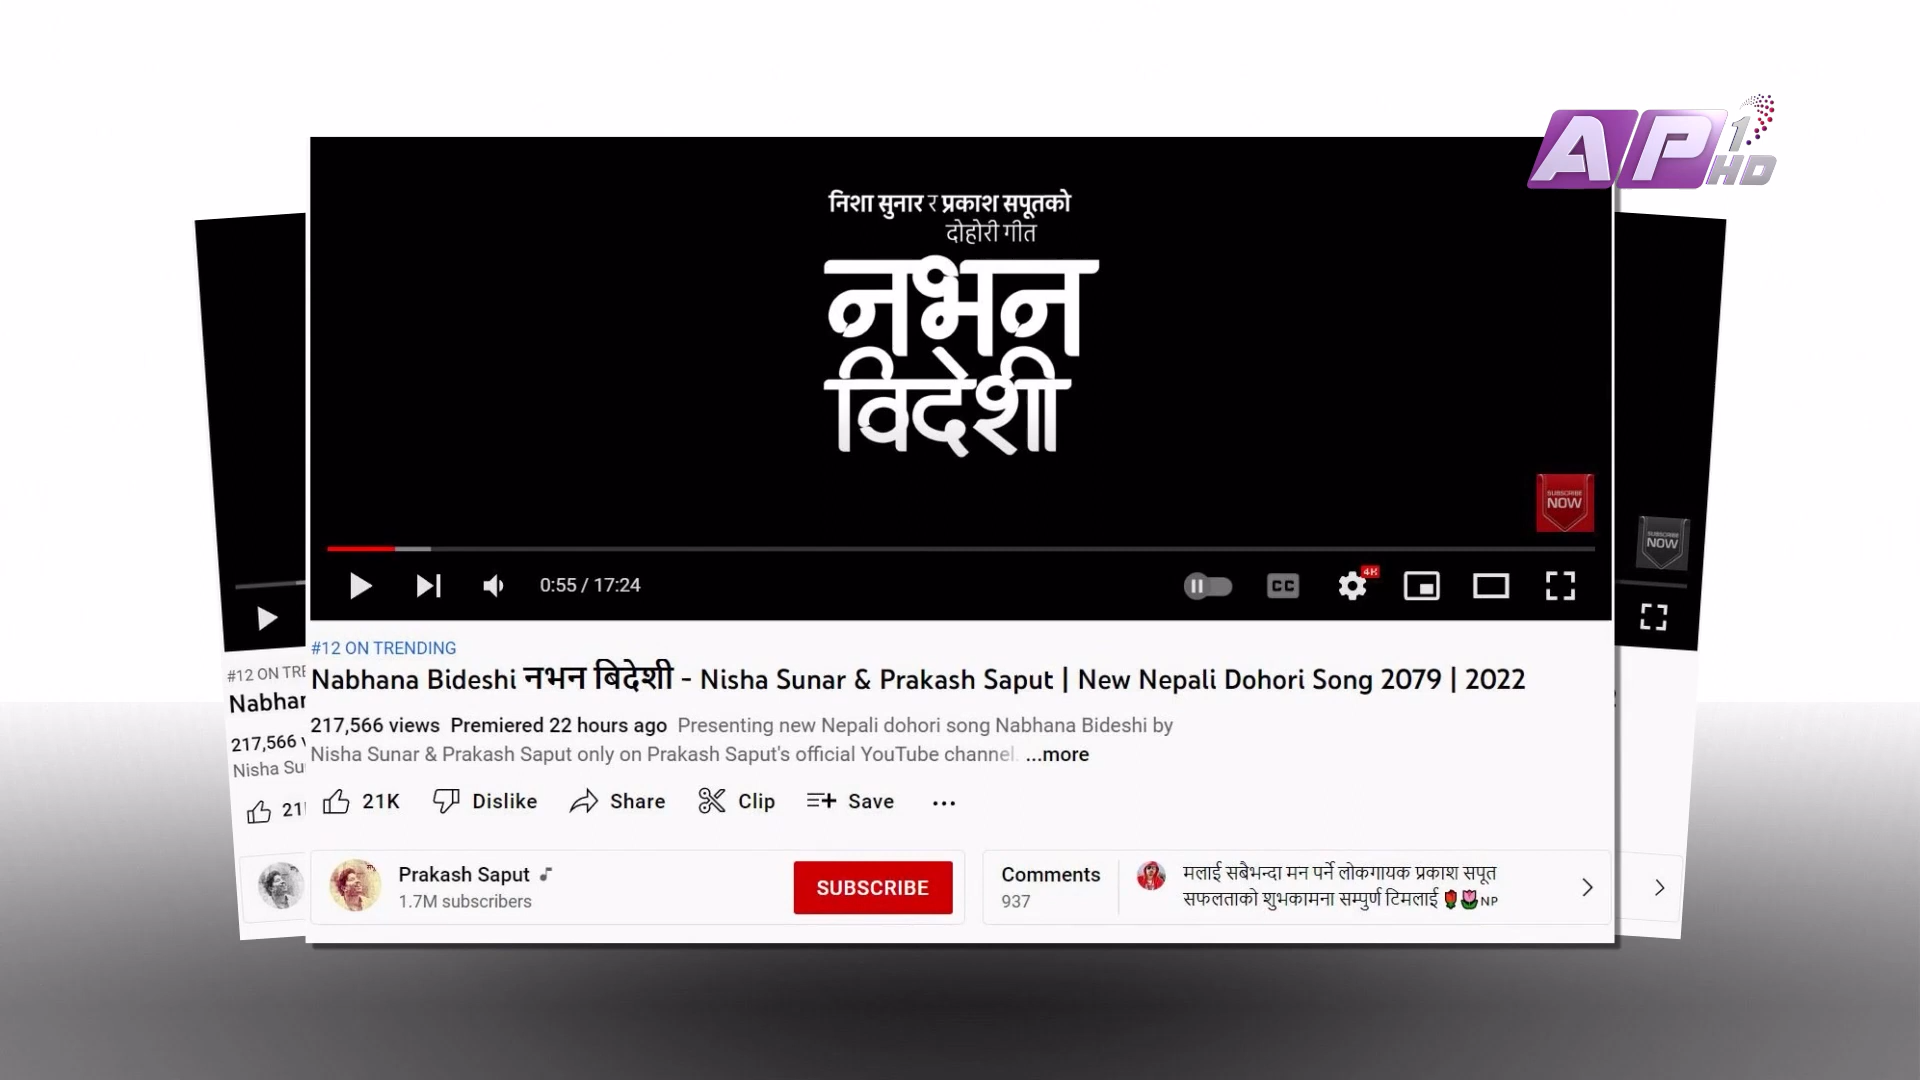 AP1 HD
निशा सुनार र प्रकाश सपूतको
दोहोरी गीत
नभन
विदेशी
SUBSCRIBE
NOW
SUBSCRIBE
NOW
0:55 / 17:24
CC
4K
#12 ON TRENDING
Nabhana Bideshi नभन बिदेशी - Nisha Sunar & Prakash Saput | New Nepali Dohori Song 2079 | 2022
217,566 views Premiered 22 hours ago Presenting new Nepali dohori song Nabhana Bideshi by
Nisha Sunar & Prakash Saput only on Prakash Saput's official YouTube channel. ...more
21K Dislike Share Clip Save ...
Prakash Saput
1.7M subscribers
SUBSCRIBE
Comments
937
मलाई सबैभन्दा मन पर्ने लोकगायक प्रकाश सपूत
सफलताको शुभकामना सम्पुर्ण टिमलाई 🌹🌷NP
#12 ON TRE
Nabhar
217,566
Nisha Su
21